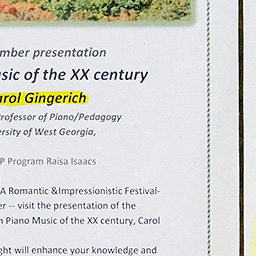 mber presentation
sic of the XX century
arol Gingerich
rofessor of Piano/Pedagogy
ersity of West Georgia,
P Program Raisa Isaacs
A Romantic &Impressionistic Festival-
er -- visit the presentation of the
n Piano Music of the XX century, Carol
ght will enhance your knowledge and